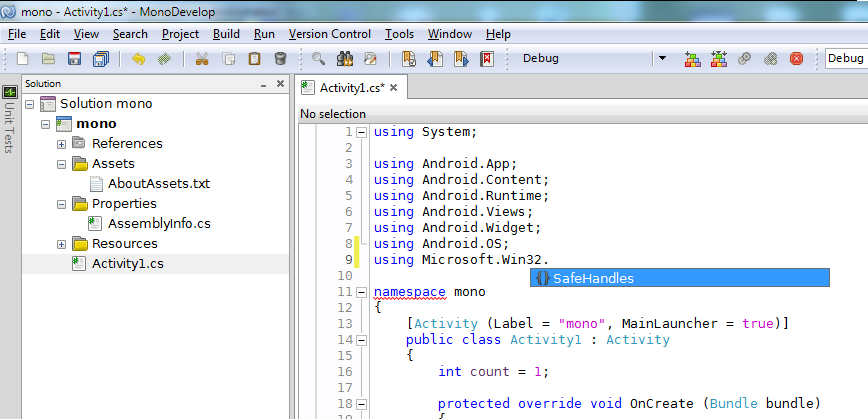 mono - Activity1.cs* - MonoDevelop
File Edit View Search Project Build Run Version Control Tools Window Help
Debug Debug
Unit Tests
Solution
Solution mono
mono
References
Assets
AboutAssets.txt
Properties
AssemblyInfo.cs
Resources
Activity1.cs
Activity1.cs*
No selection
1 using System;
2
3 using Android.App;
4 using Android.Content;
5 using Android.Runtime;
6 using Android.Views;
7 using Android.Widget;
8 using Android.OS;
9 using Microsoft.Win32.
{} SafeHandles
10
11 namespace mono
12 {
13 [Activity (Label = "mono", MainLauncher = true)]
14 public class Activity1 : Activity
15 {
16 int count = 1;
17
18 protected override void OnCreate (Bundle bundle)
19 {